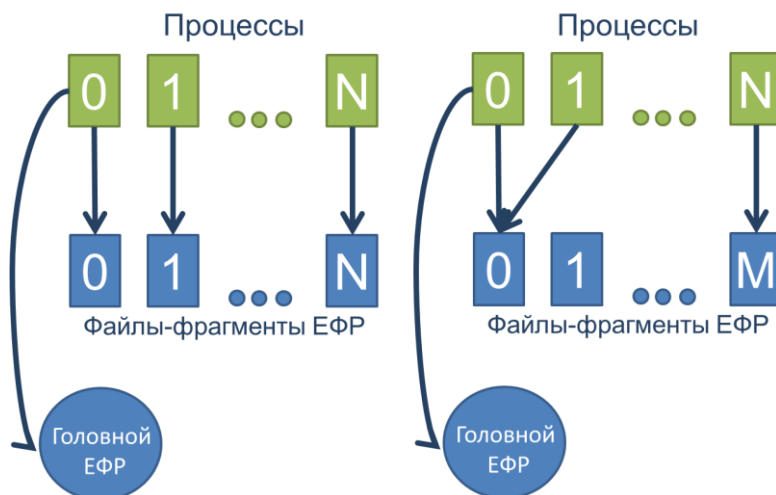 Процессы
0 1 N
0 1 N
Файлы-фрагменты ЕФР
Головной
ЕФР
Процессы
0 1 N
0 1 M
Файлы-фрагменты ЕФР
Головной
ЕФР